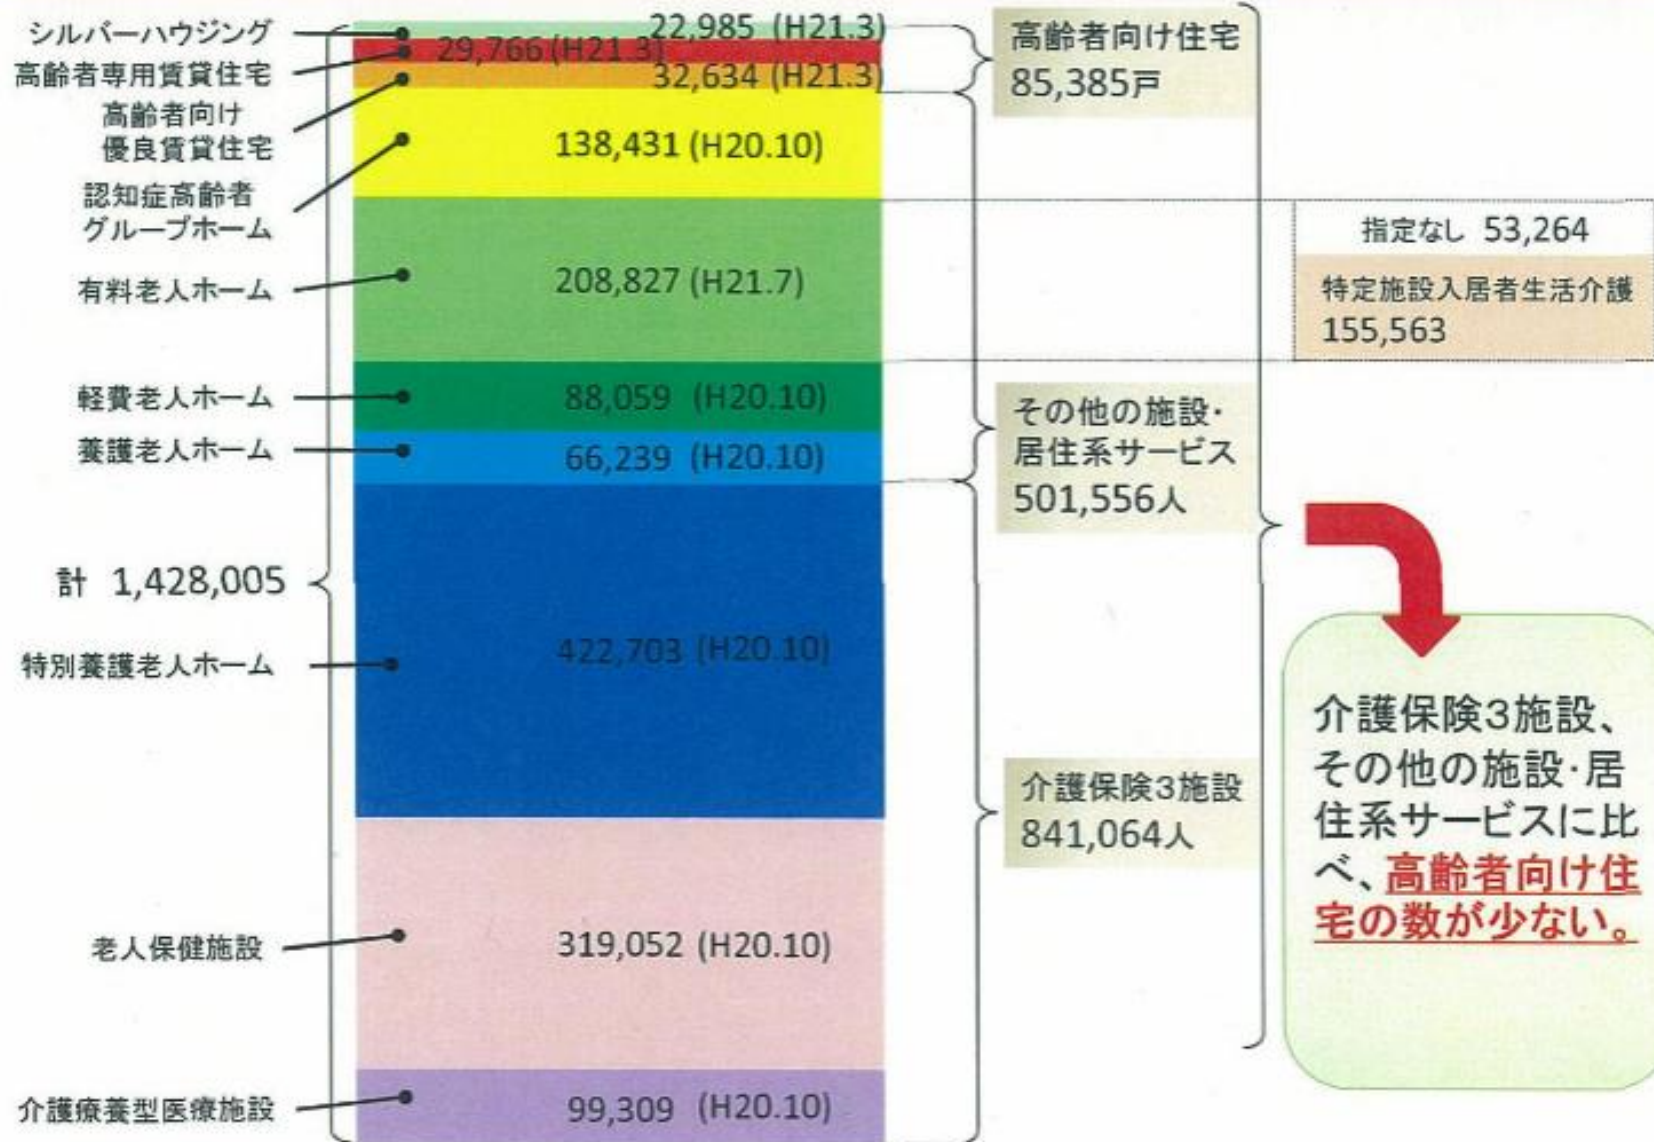 シルバーハウジング
22,985 (H21.3)
高齢者専用賃貸住宅
29,766 (H21.3)
高齢者向け
優良賃貸住宅
32,634 (H21.3)
認知症高齢者
グループホーム
138,431 (H20.10)
有料老人ホーム
208,827 (H21.7)
軽費老人ホーム
88,059 (H20.10)
養護老人ホーム
66,239 (H20.10)
計 1,428,005
特別養護老人ホーム
422,703 (H20.10)
老人保健施設
319,052 (H20.10)
介護療養型医療施設
99,309 (H20.10)
高齢者向け住宅
85,385戸
指定なし 53,264
特定施設入居者生活介護
155,563
その他の施設・
居住系サービス
501,556人
介護保険3施設
841,064人
介護保険3施設、
その他の施設・居
住系サービスに比
べ、高齢者向け住
宅の数が少ない。